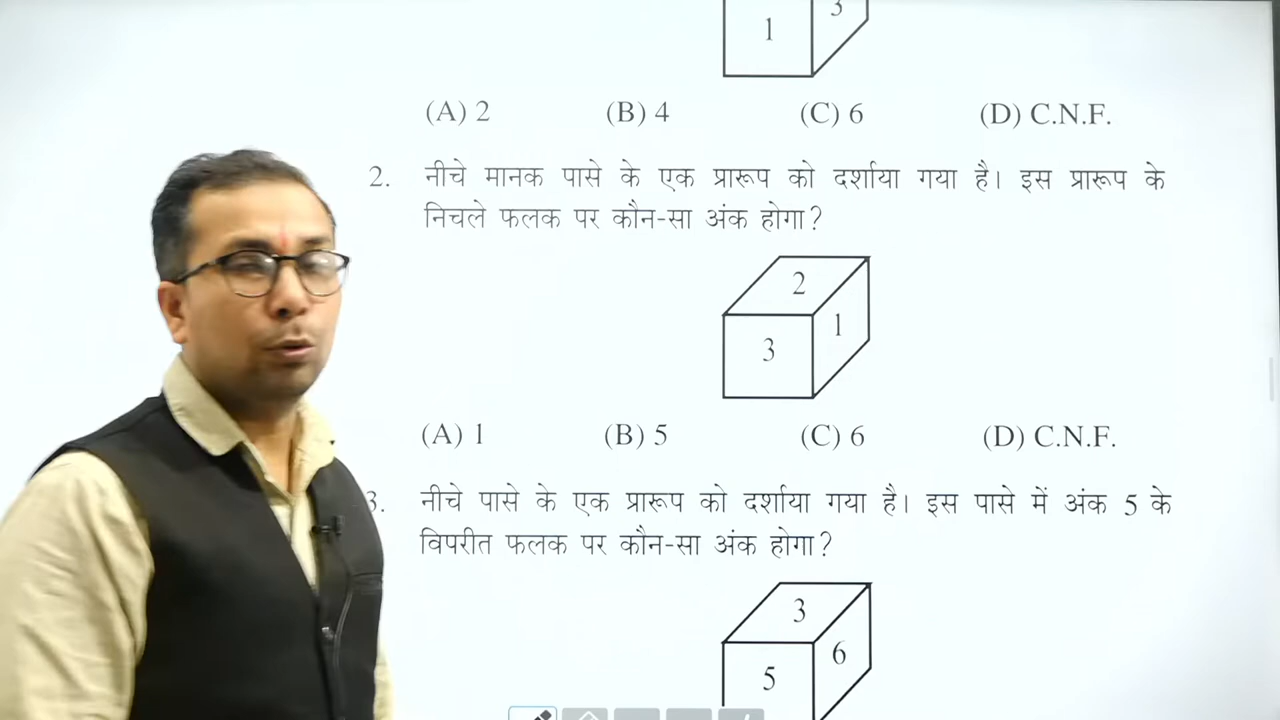 1
3
(A) 2 (B) 4 (C) 6 (D) C.N.F.
2. नीचे मानक पासे के एक प्रारूप को दर्शाया गया है। इस प्रारूप के
निचले फलक पर कौन-सा अंक होगा?
2
3
1
(A) 1 (B) 5 (C) 6 (D) C.N.F.
3. नीचे पासे के एक प्रारूप को दर्शाया गया है। इस पासे में अंक 5 के
विपरीत फलक पर कौन-सा अंक होगा?
3
5
6